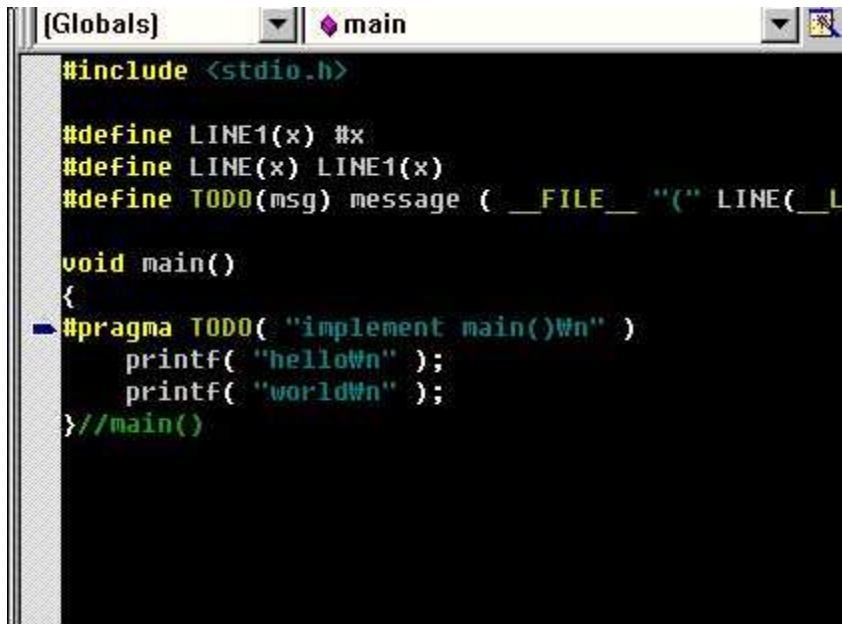 (Globals) main
#include <stdio.h>
#define LINE1(x) #x
#define LINE(x) LINE1(x)
#define TODO(msg) message ( __FILE__ "(" LINE(__L
void main()
{
#pragma TODO( "implement main()₩n" )
printf( "hello₩n" );
printf( "world₩n" );
}//main()